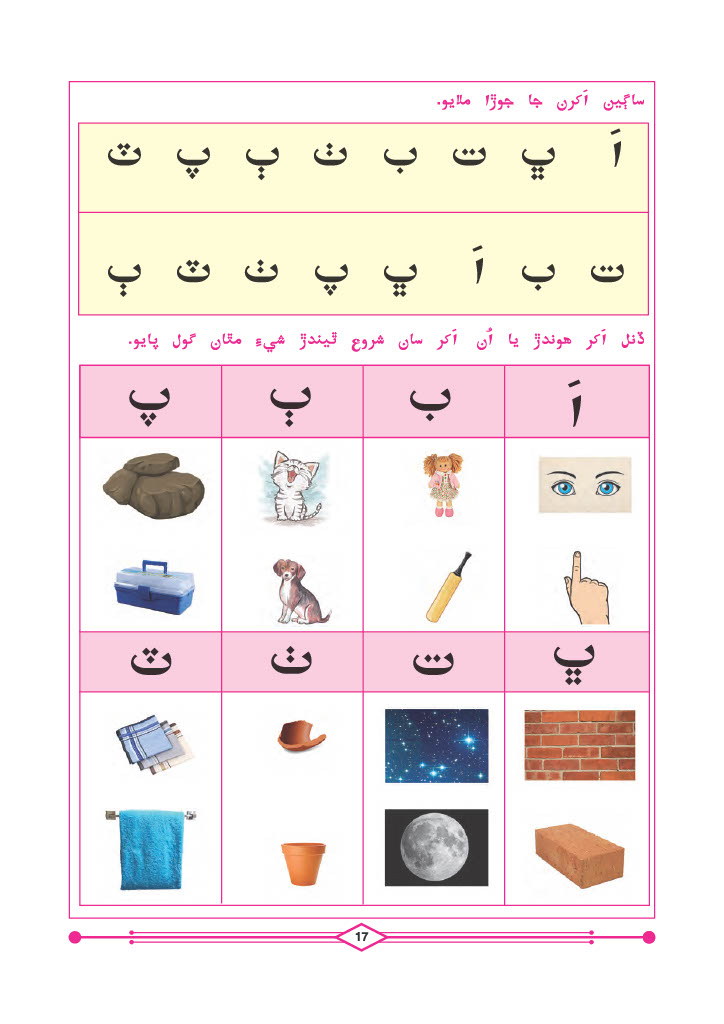 ساڳين اَکرن جا جوڙا ملايو.
اَ ڀ ت ب ٺ ٻ پ ٽ
ت ب اَ ڀ پ ٺ ٽ ٻ
ڏنل اَکر هوندڙ يا اُن اَکر سان شروع ٿيندڙ شيءِ مٿان گول پايو.
اَ ب ٻ پ
ڀ ت ٺ ٽ
17